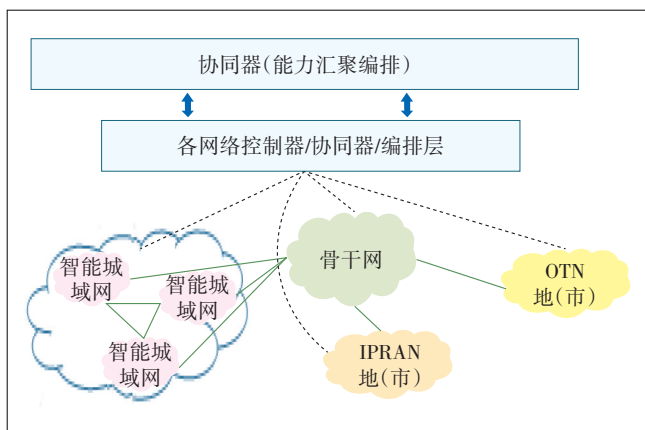 协同器(能力汇聚编排)
各网络控制器/协同器/编排层
智能城
域网
智能城
域网
智能城
域网
骨干网
OTN
地(市)
IPRAN
地(市)